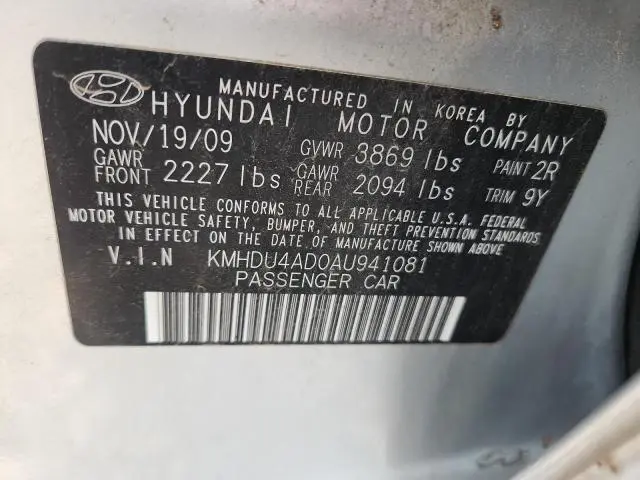 MANUFACTURED IN KOREA BY
HYUNDAI MOTOR COMPANY
NOV/19/09 GVWR 3869 lbs PAINT 2R
GAWR FRONT 2227 lbs GAWR REAR 2094 lbs TRIM 9Y
THIS VEHICLE CONFORMS TO ALL APPLICABLE U.S.A. FEDERAL
MOTOR VEHICLE SAFETY, BUMPER, AND THEFT PREVENTION STANDARDS
IN EFFECT ON THE DATE OF MANUFACTURE SHOWN ABOVE
V.I.N KMHDU4AD0AU941081
PASSENGER CAR